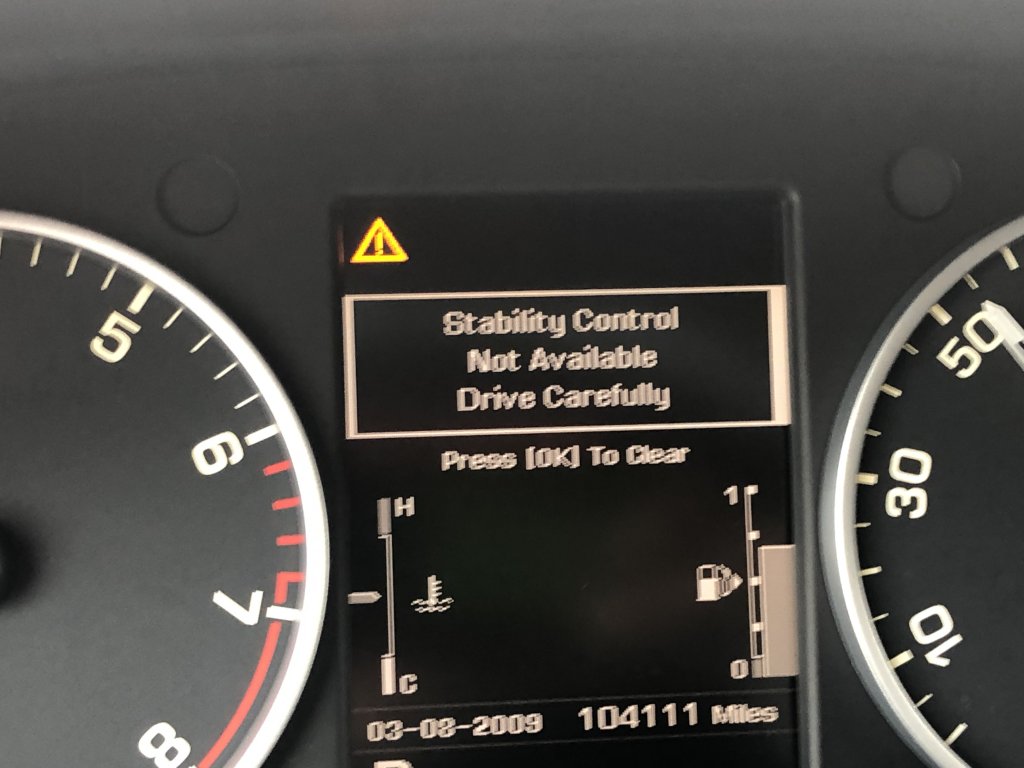 Stability Control
Not Available
Drive Carefully
Press [OK] To Clear
5
6
7
8
H
C
1
0
50
30
10
03-08-2009 104111 Miles